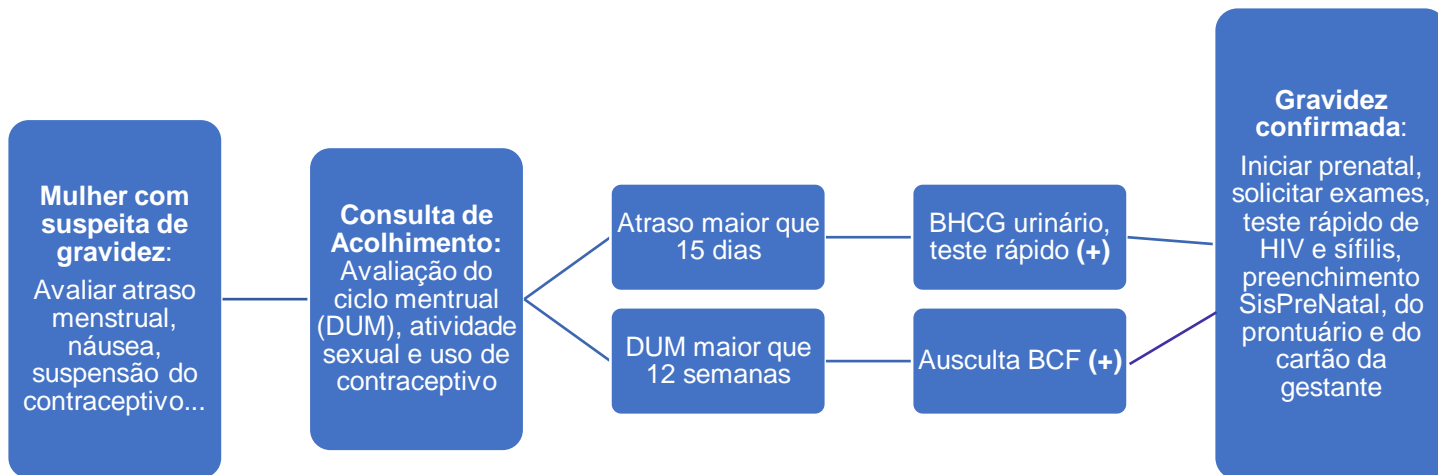 Mulher com
suspeita de
gravidez:
Avaliar atraso
menstrual,
náusea,
suspensão do
contraceptivo...
Consulta de
Acolhimento:
Avaliação do
ciclo mentrual
(DUM), atividade
sexual e uso de
contraceptivo
Atraso maior que
15 dias
BHCG urinário,
teste rápido (+)
DUM maior que
12 semanas
Ausculta BCF (+)
Gravidez
confirmada:
Iniciar prenatal,
solicitar exames,
teste rápido de
HIV e sífilis,
preenchimento
SisPreNatal, do
prontuário e do
cartão da
gestante